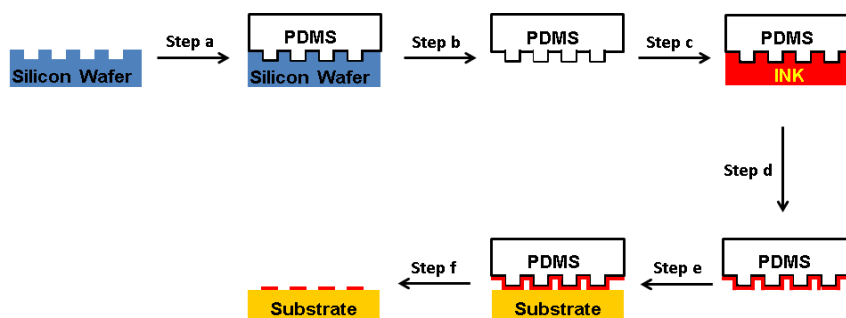 Silicon Wafer
Step a
PDMS
Silicon Wafer
Step b
PDMS
Step c
PDMS
INK
Step d
PDMS
Step e
PDMS
Substrate
Step f
Substrate